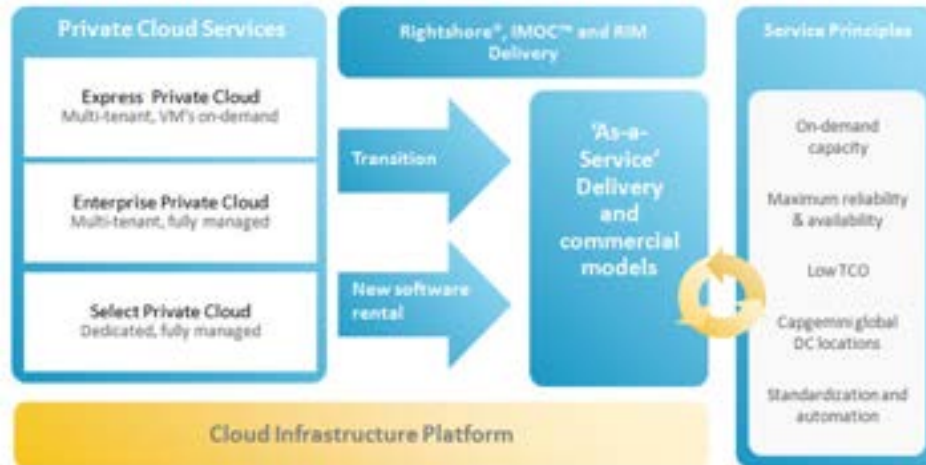 Private Cloud Services
Express Private Cloud
Multi-tenant, VM's on-demand
Enterprise Private Cloud
Multi-tenant, fully managed
Select Private Cloud
Dedicated, fully managed
Rightshore®, IMOC™ and RIM
Delivery
Transition
New software
rental
'As-a-
Service'
Delivery
and
commercial
models
Service Principles
On-demand
capacity
Maximum reliability
& availability
Low TCO
Capgemini global
DC locations
Standardization and
automation
Cloud Infrastructure Platform